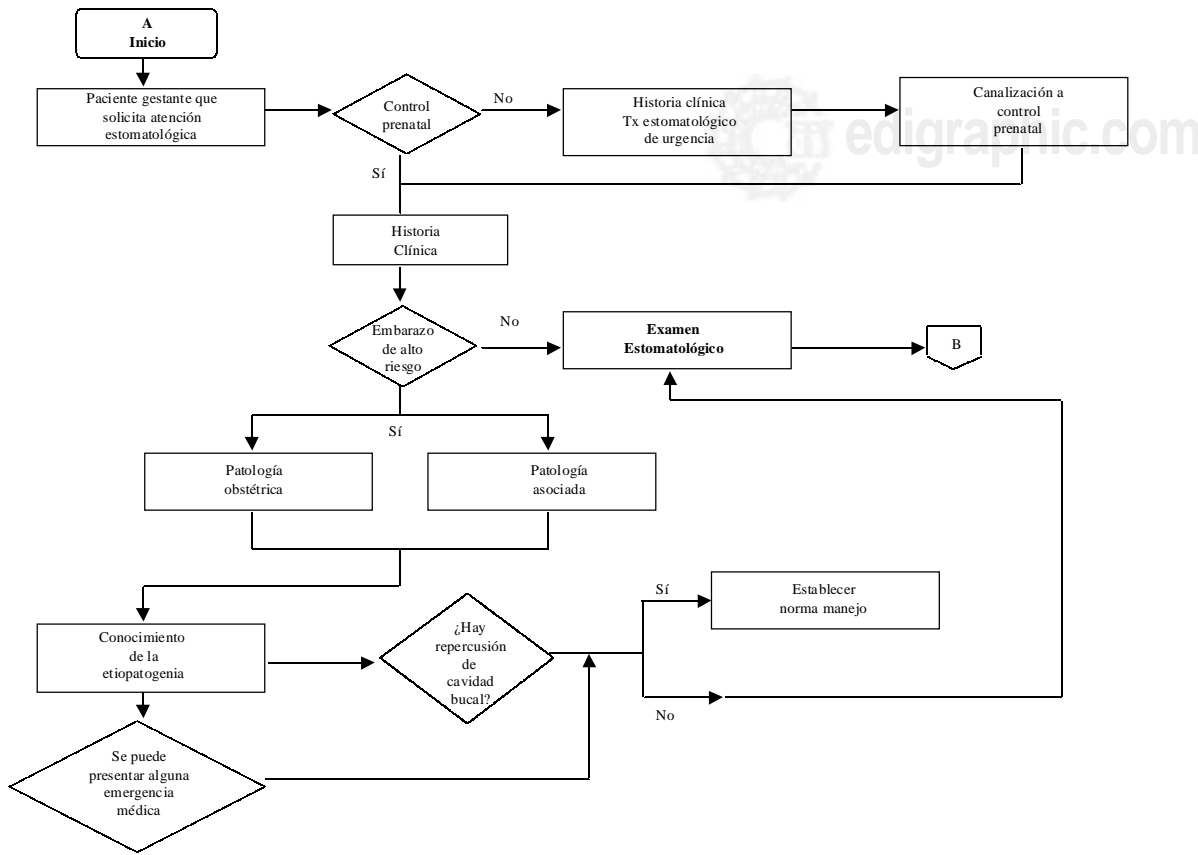 A
Inicio
Paciente gestante que
solicita atención
estomatológica
Control
prenatal
No
Historia clínica
Tx estomatológico
de urgencia
Canalización a
control
prenatal
edigraphic.com
Sí
Historia
Clínica
Embarazo
de alto
riesgo
No
Examen
Estomatológico
B
Sí
Patología
obstétrica
Patología
asociada
Conocimiento
de la
etiopatogenia
¿Hay
repercusión
de
cavidad
bucal?
Sí
Establecer
norma manejo
No
Se puede
presentar alguna
emergencia
médica